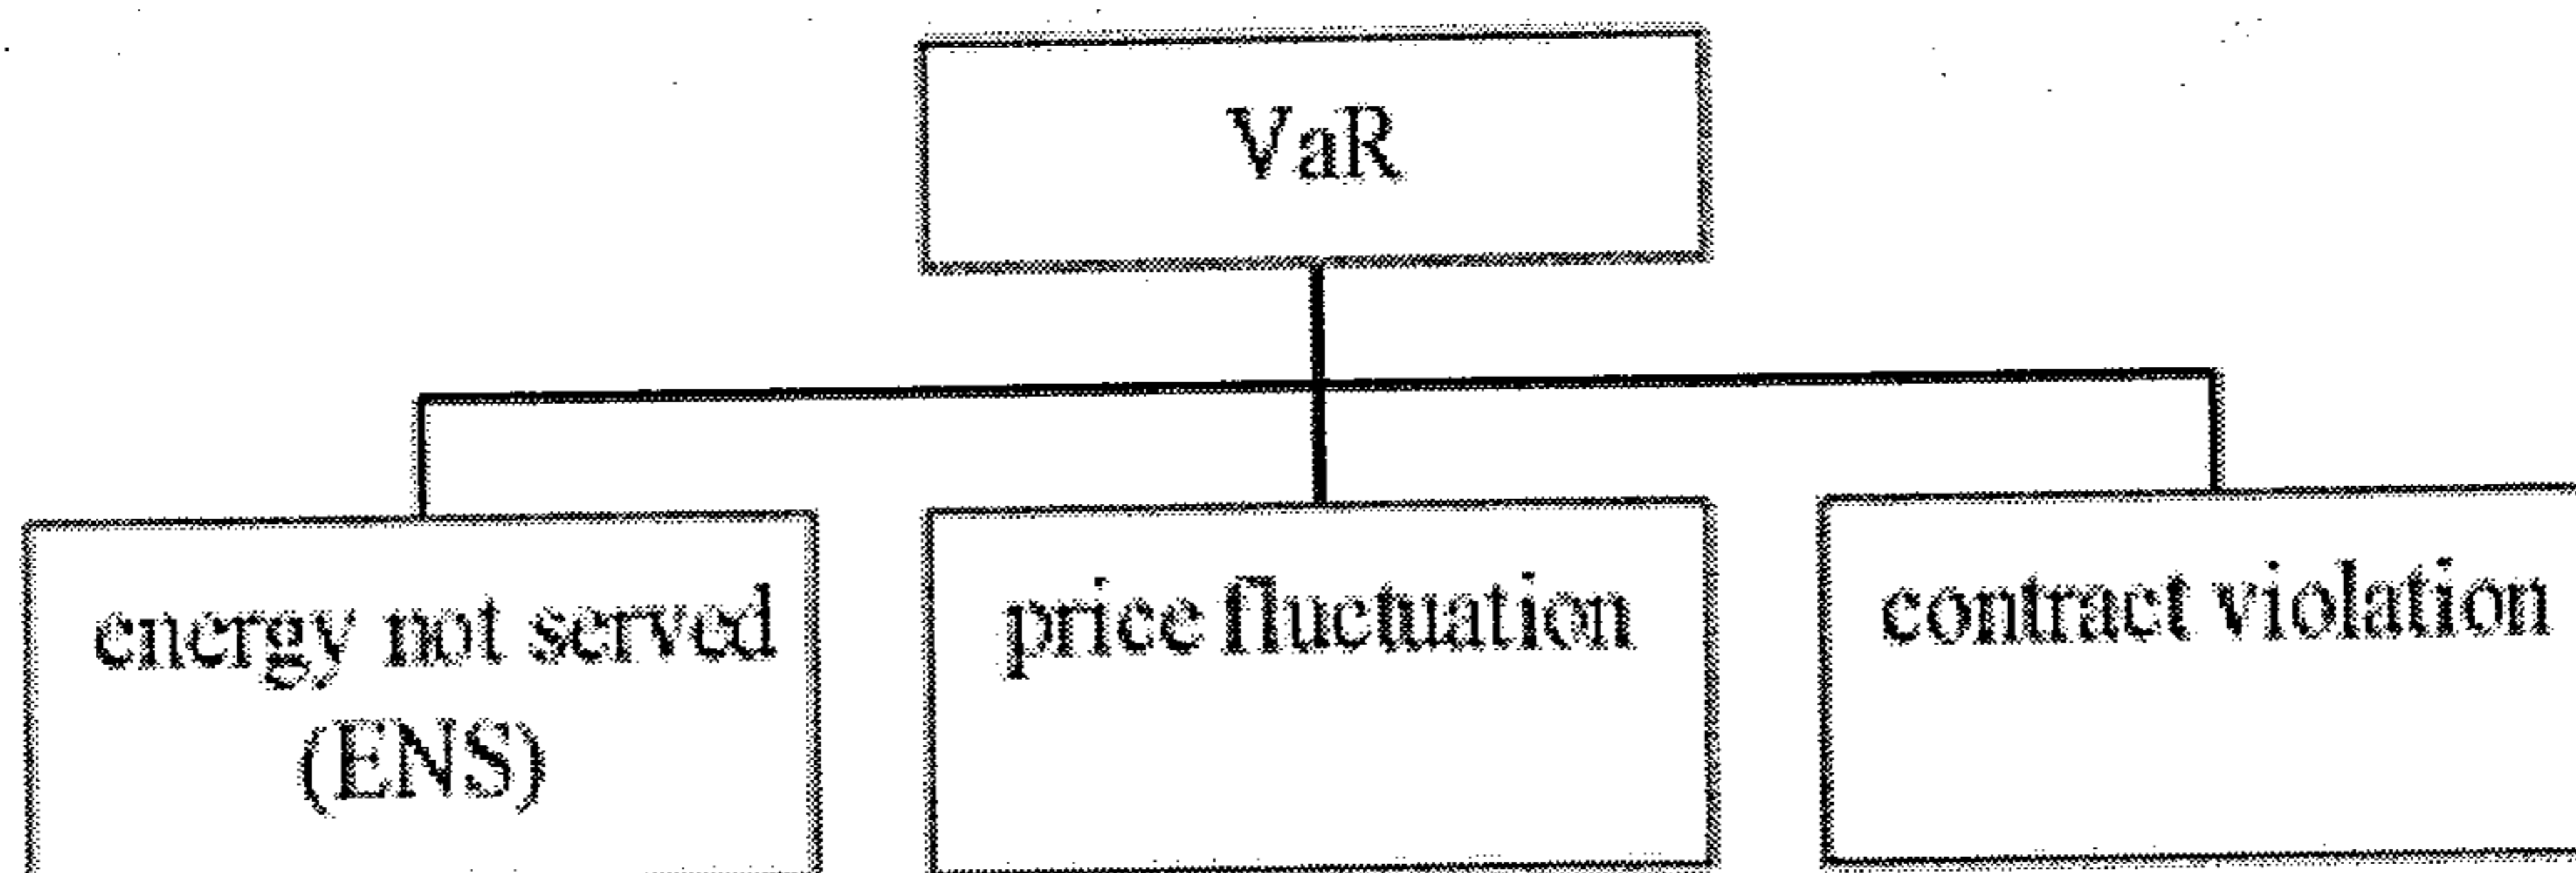 VaR
energy not served
(ENS)
price fluctuation
contract violation